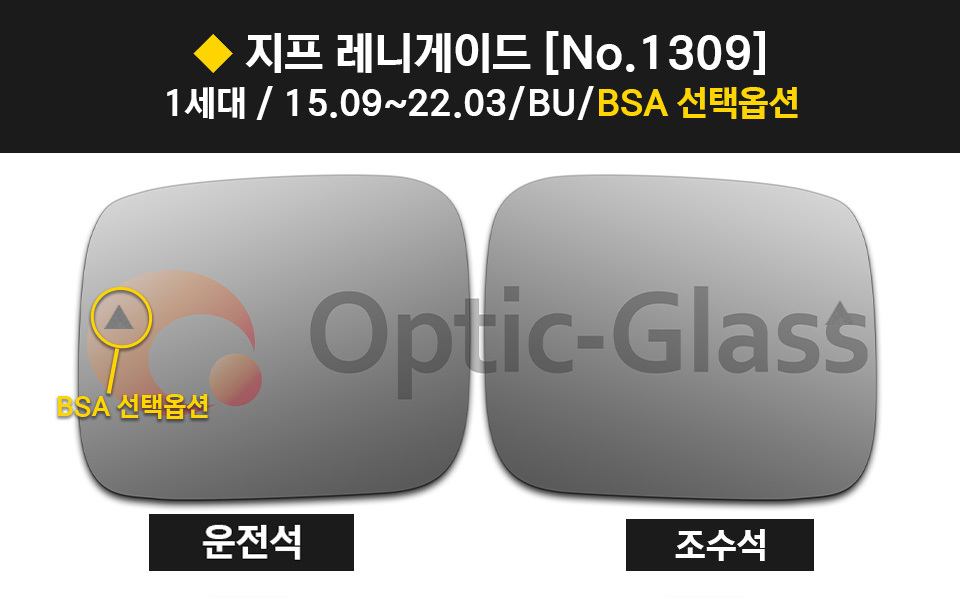 ◆ 지프 레니게이드 [No.1309]
1세대 / 15.09~22.03/BU/BSA 선택옵션
Optic-Glass
BSA 선택옵션
운전석
조수석